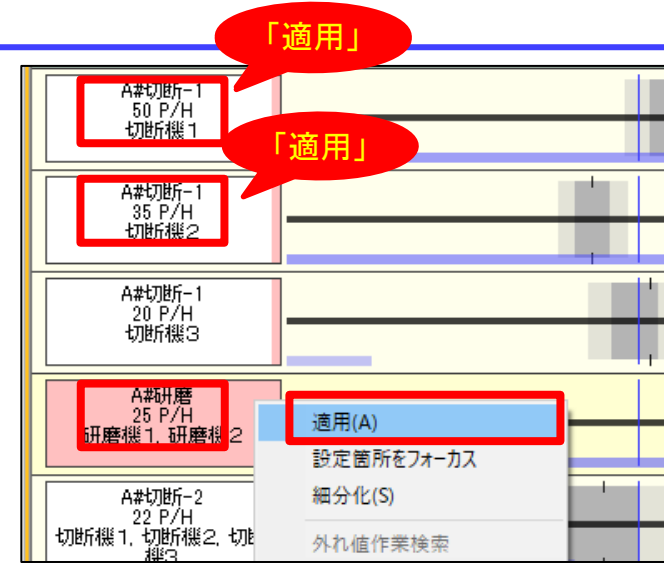 「適用」
A#切断-1
50 P/H
切断機1
「適用」
A#切断-1
35 P/H
切断機2
A#切断-1
20 P/H
切断機3
A#研磨
25 P/H
研磨機1, 研磨機2
適用(A)
設定箇所をフォーカス
細分化(S)
外れ値作業検索
A#切断-2
22 P/H
切断機1, 切断機2, 切断
機3